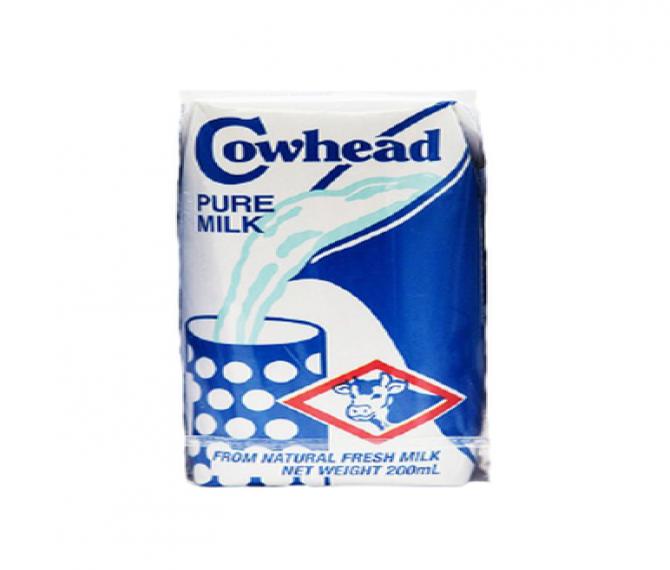 Cowhead
PURE
MILK
FROM NATURAL FRESH MILK
NET WEIGHT 200mL